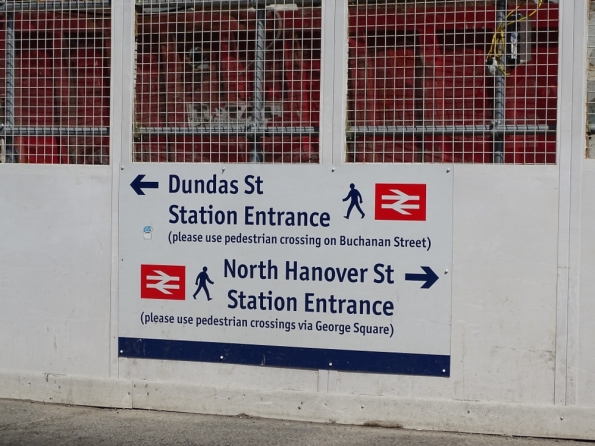 Dundas St
Station Entrance
(please use pedestrian crossing on Buchanan Street)
North Hanover St
Station Entrance
(please use pedestrian crossings via George Square)